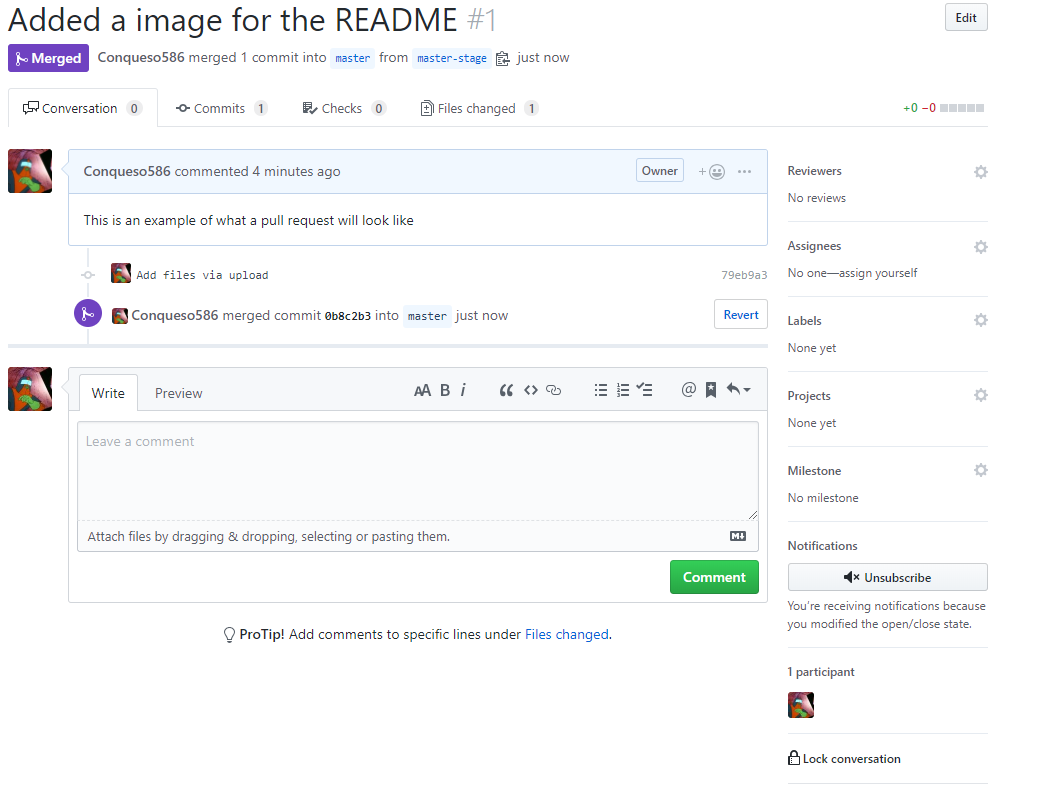 Added a image for the README #1
Edit
Merged Conqueso586 merged 1 commit into master from master-stage just now
Conversation 0 Commits 1 Checks 0 Files changed 1
+0 −0
Conqueso586 commented 4 minutes ago
Owner
This is an example of what a pull request will look like
Add files via upload
79eb9a3
Conqueso586 merged commit 0b8c2b3 into master just now
Revert
Write Preview
Leave a comment
Attach files by dragging & dropping, selecting or pasting them.
Comment
ProTip! Add comments to specific lines under Files changed.
Reviewers
No reviews
Assignees
No one—assign yourself
Labels
None yet
Projects
None yet
Milestone
No milestone
Notifications
Unsubscribe
You're receiving notifications because
you modified the open/close state.
1 participant
Lock conversation